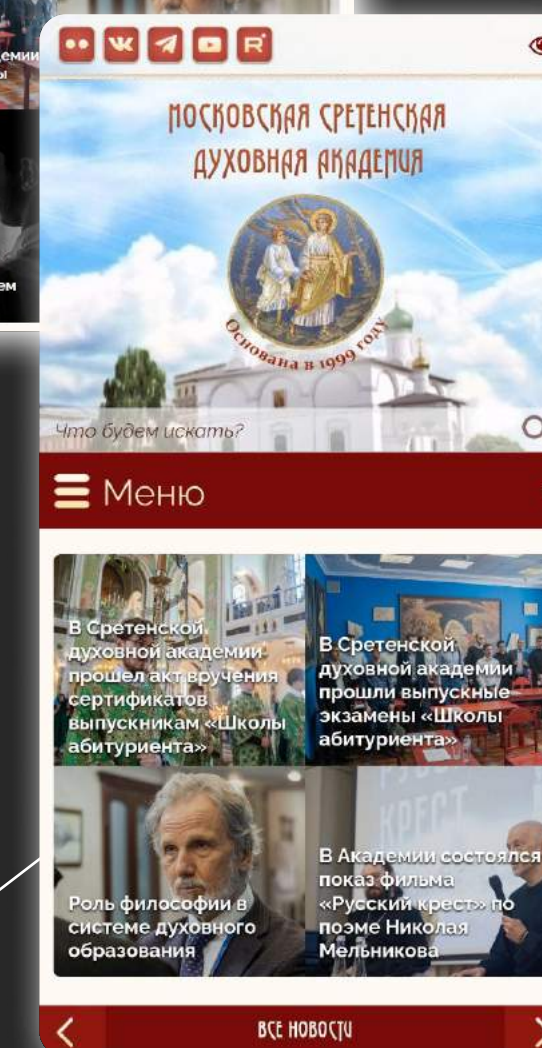 МОСКОВСКАЯ СРЕТЕНСКАЯ
ДУХОВНАЯ АКАДЕМИЯ
Основана в 1999 году
Что будем искать?
Меню
В Сретенской
духовной академии
прошел акт вручения
сертификатов
выпускникам «Школы
абитуриента»
В Сретенской
духовной академии
прошли выпускные
экзамены «Школы
абитуриента»
РУССК
КРЕСТ
Роль философии в
системе духовного
образования
В Академии состоялся
показ фильма
«Русский крест» по
поэме Николая
Мельникова
ВСЕ НОВОСТИ